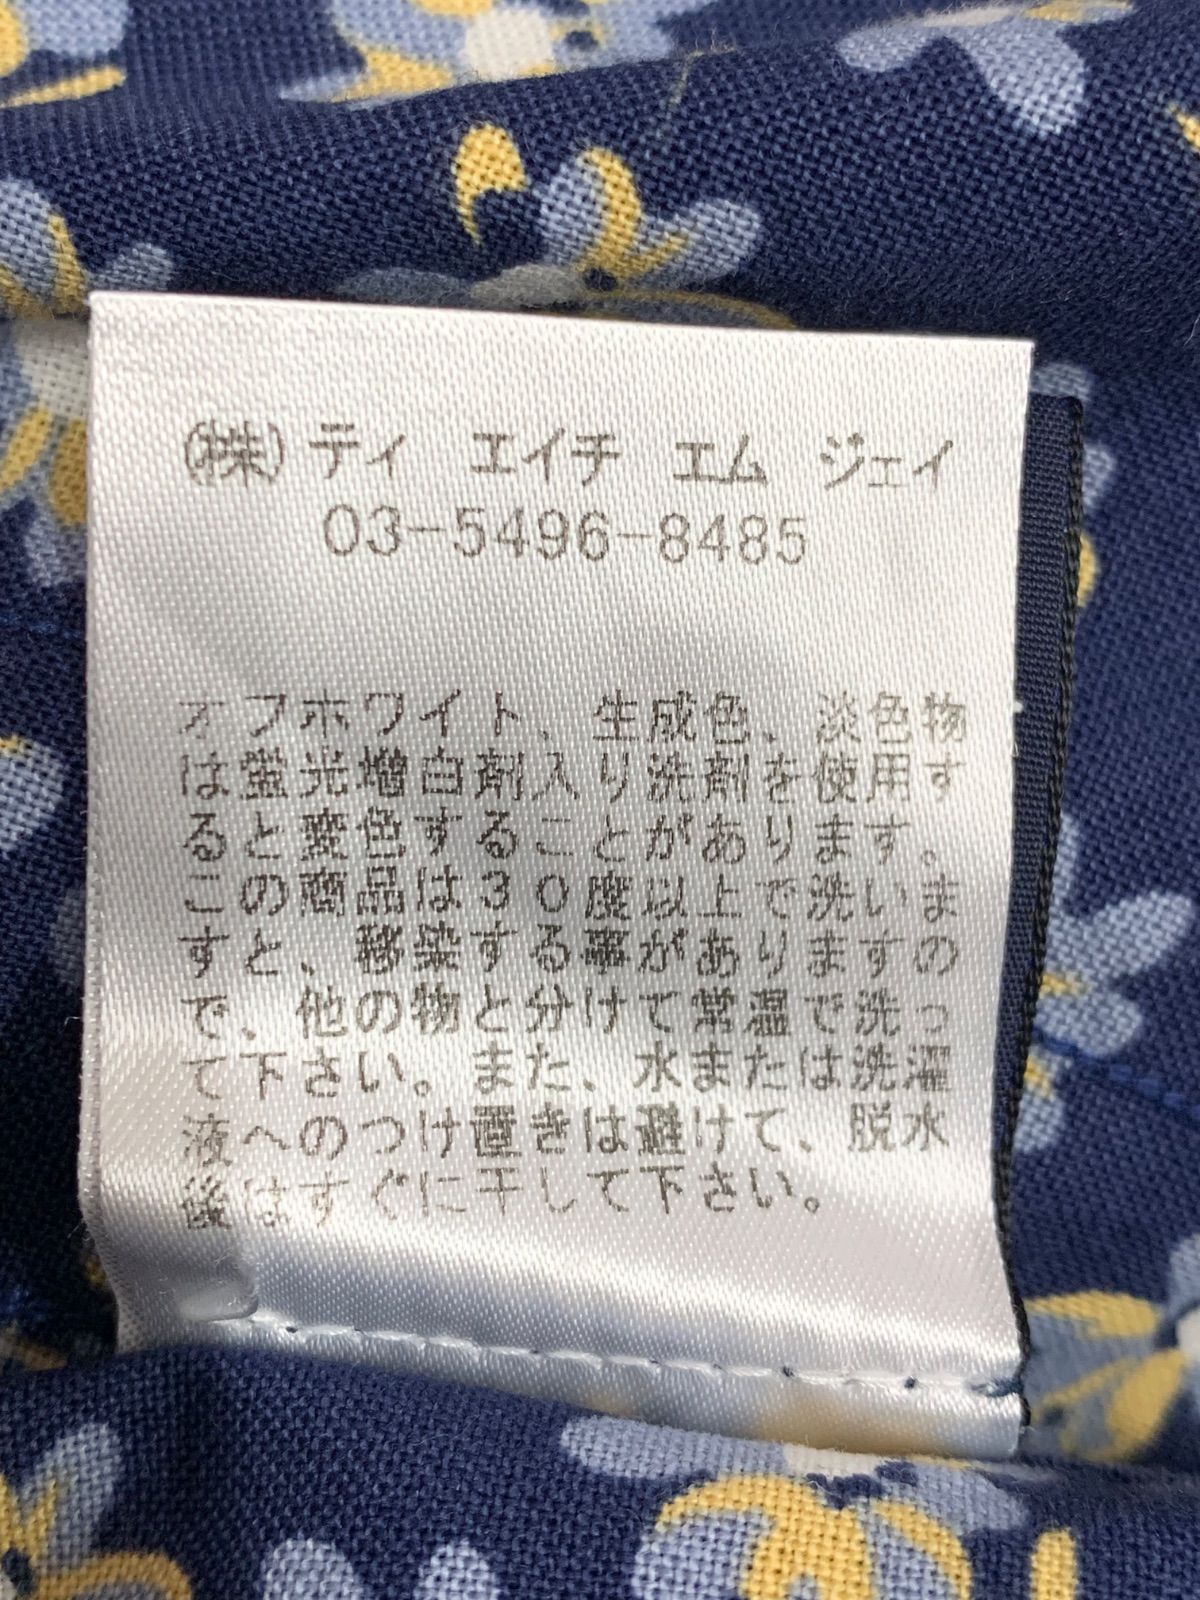 ㈱ティ エイチ エム ジェイ
03-5496-8485
オフホワイト、生成色、淡色物
は蛍光増白剤入り洗剤を使用す
ると変色することがあります。
この商品は３０度以上で洗いま
すと、移染する事がありますの
で、他の物と分けて常温で洗っ
て下さい。また、水または洗濯
液へのつけ置きは避けて、脱水
後はすぐに干して下さい。